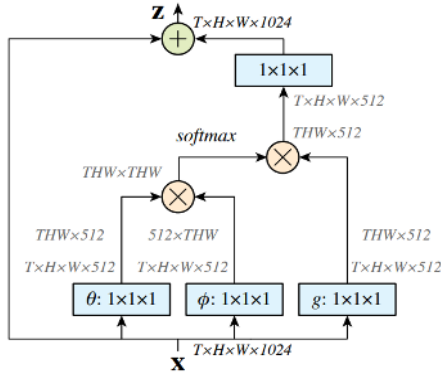 z
T×H×W×1024
+
1×1×1
T×H×W×512
softmax
THW×512
×
THW×THW
×
THW×512
512×THW
THW×512
T×H×W×512
T×H×W×512
T×H×W×512
θ: 1×1×1
ϕ: 1×1×1
g: 1×1×1
x
T×H×W×1024